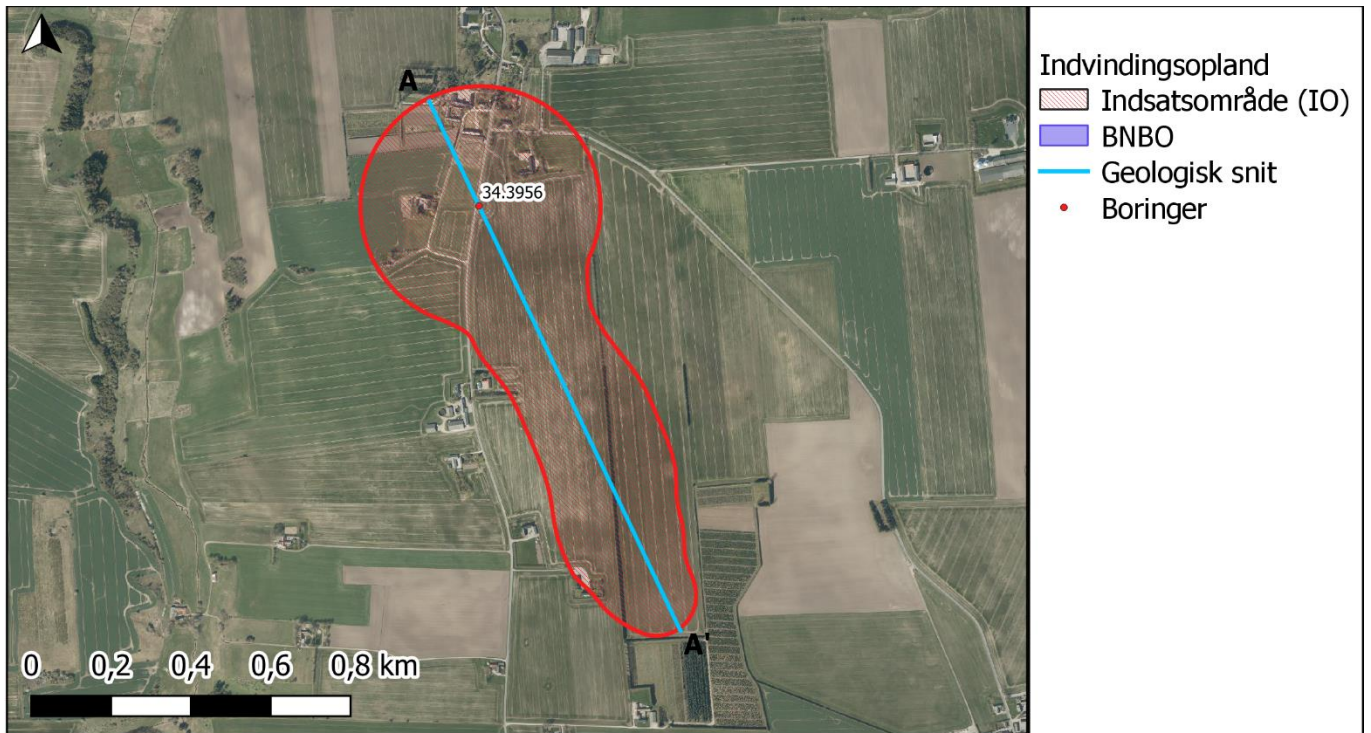 A
34.3956
A'
0 0,2 0,4 0,6 0,8 km
Indvindingsopland
Indsatsområde (IO)
BNBO
Geologisk snit
Boringer